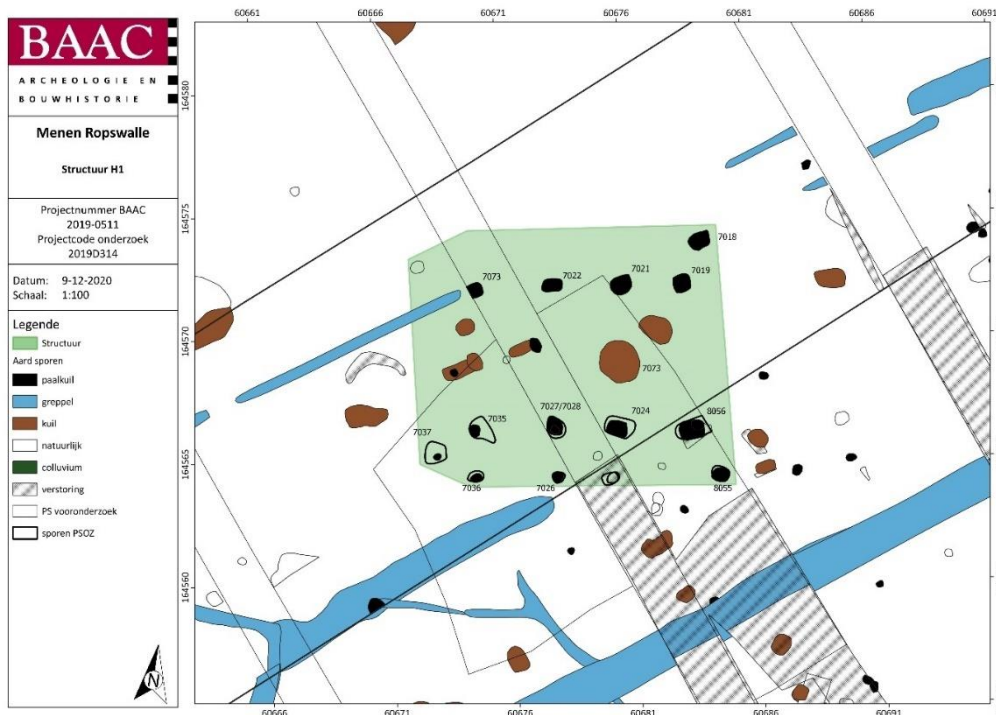 BAAC
ARCHEOLOGIE EN
BOUWHISTORIE
Menen Ropswalle
Structuur H1
Projectnummer BAAC
2019-0511
Projectcode onderzoek
2019D314
Datum: 9-12-2020
Schaal: 1:100
Legende
Structuur
Aard sporen
paalkuil
greppel
kuil
natuurlijk
colluvium
verstoring
PS vooronderzoek
sporen PSOZ
N
60661 60666 60671 60676 60681 60686 60691
164580
164575
164570
164565
164560
7018
7073 7022 7021 7019
7073
7037 7035 7027/7028 7024 8056
7036 7026 8055
60666 60671 60676 60681 60686 60691